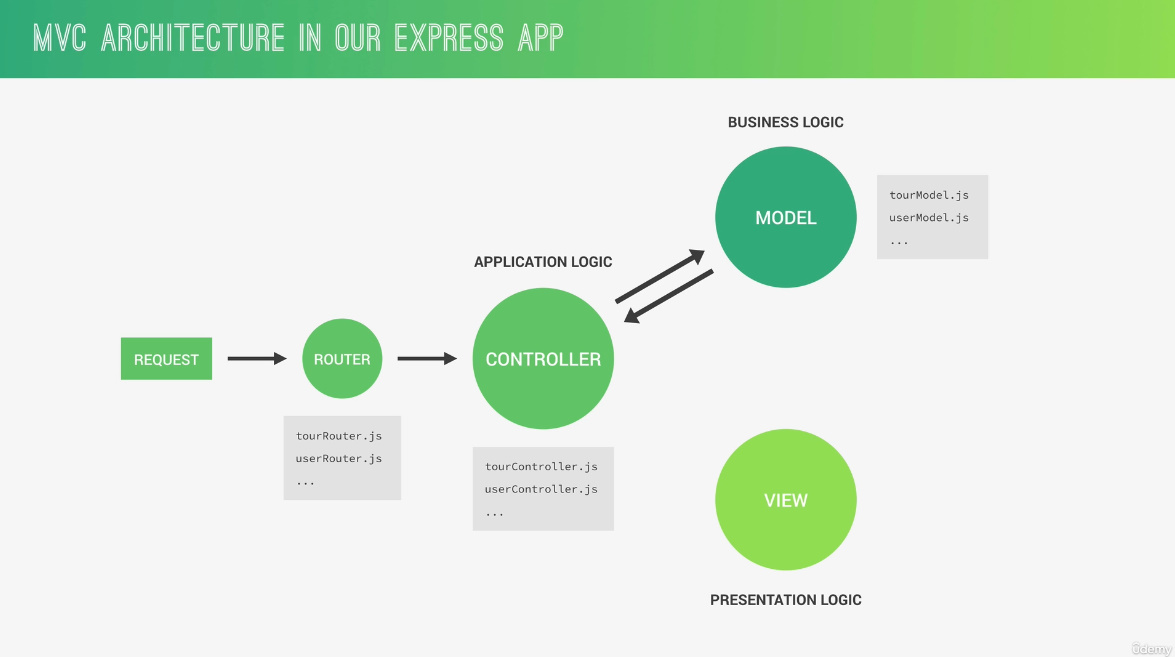 MVC ARCHITECTURE IN OUR EXPRESS APP
BUSINESS LOGIC
MODEL
tourModel.js
userModel.js
...
APPLICATION LOGIC
REQUEST
ROUTER
CONTROLLER
tourRouter.js
userRouter.js
...
tourController.js
userController.js
...
VIEW
PRESENTATION LOGIC
ûdemy